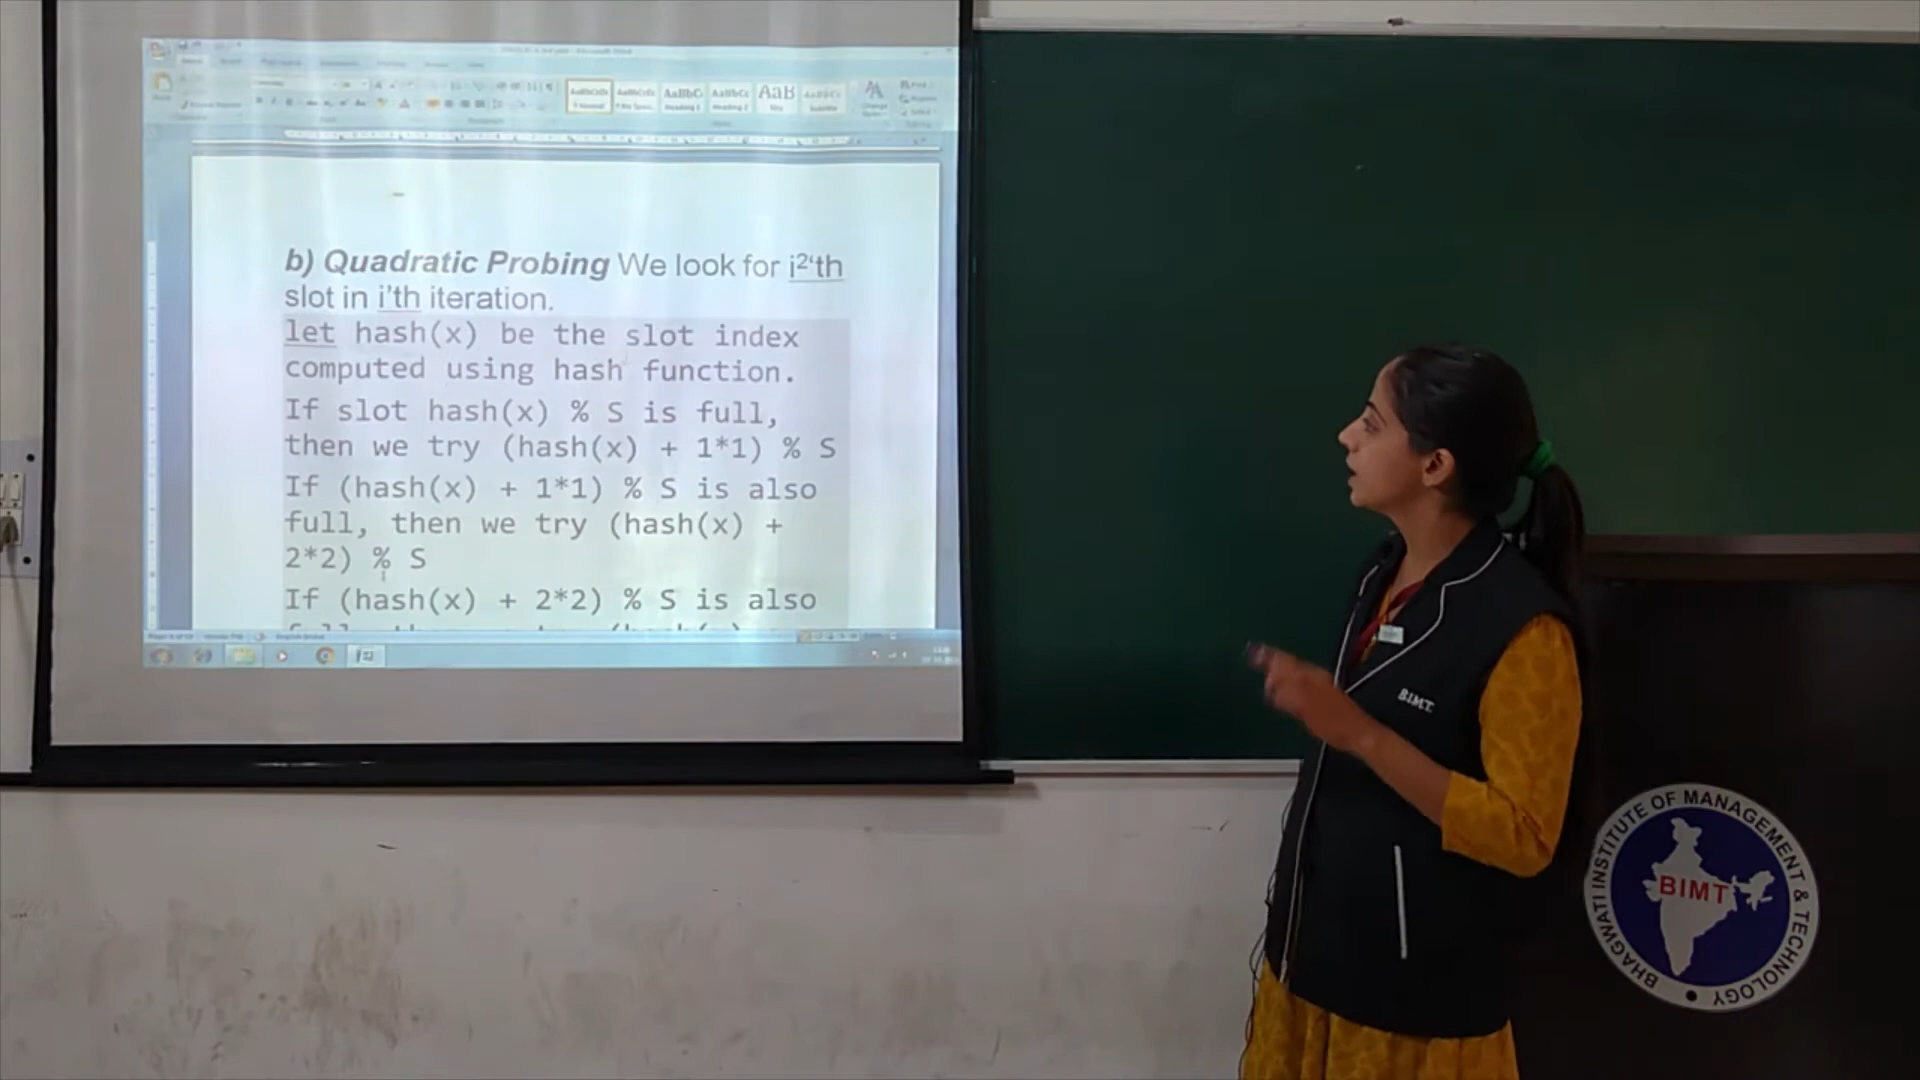 b) Quadratic Probing We look for i²‘th
slot in i’th iteration.
let hash(x) be the slot index
computed using hash function.
If slot hash(x) % S is full,
then we try (hash(x) + 1*1) % S
If (hash(x) + 1*1) % S is also
full, then we try (hash(x) +
2*2) % S
If (hash(x) + 2*2) % S is also
BIMT
BHAGWATI INSTITUTE OF MANAGEMENT & TECHNOLOGY
BIMT